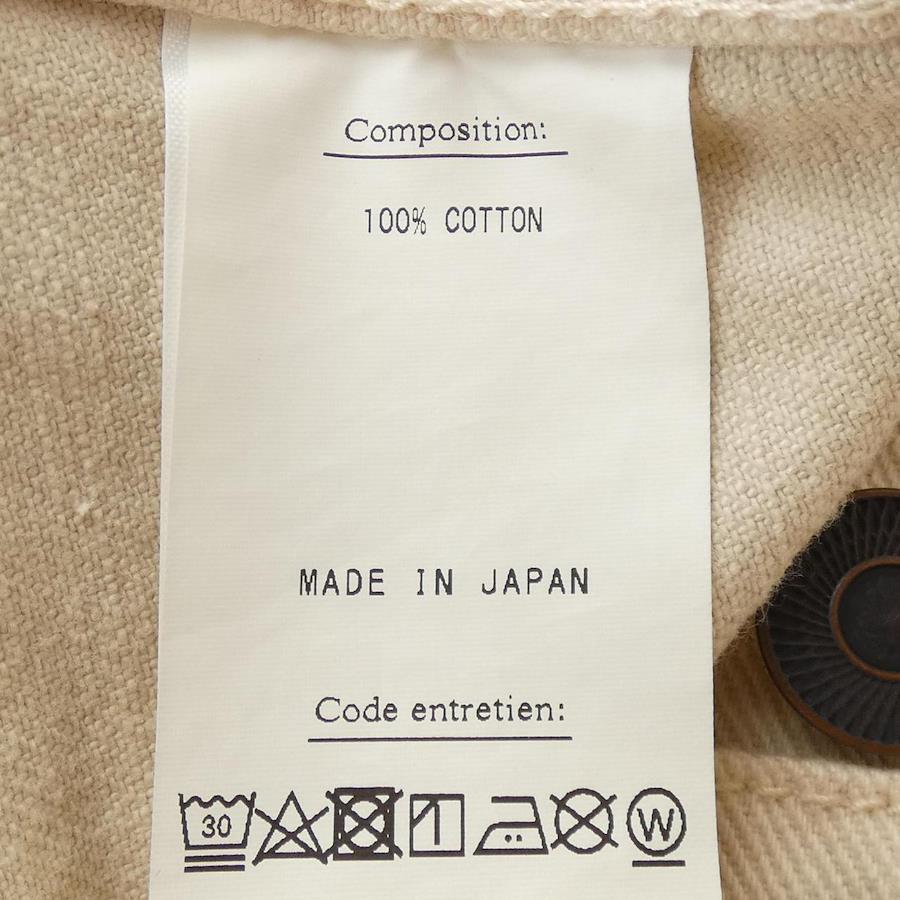 Composition:
100% COTTON
MADE IN JAPAN
Code entretien:
30
W